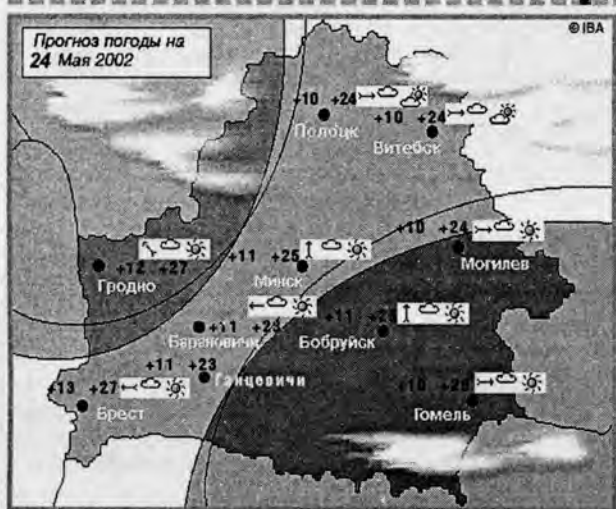 © IBA
Прогноз погоды на
24 Мая 2002
+10 +24
Полоцк
+10 +24
Витебск
+10 +24
Могилев
+12 +27
Гродно
+11 +25
Минск
+11
Барановичи
+11
Бобруйск
+11 +23
Ганцевичи
+13 +27
Брест
Гомель